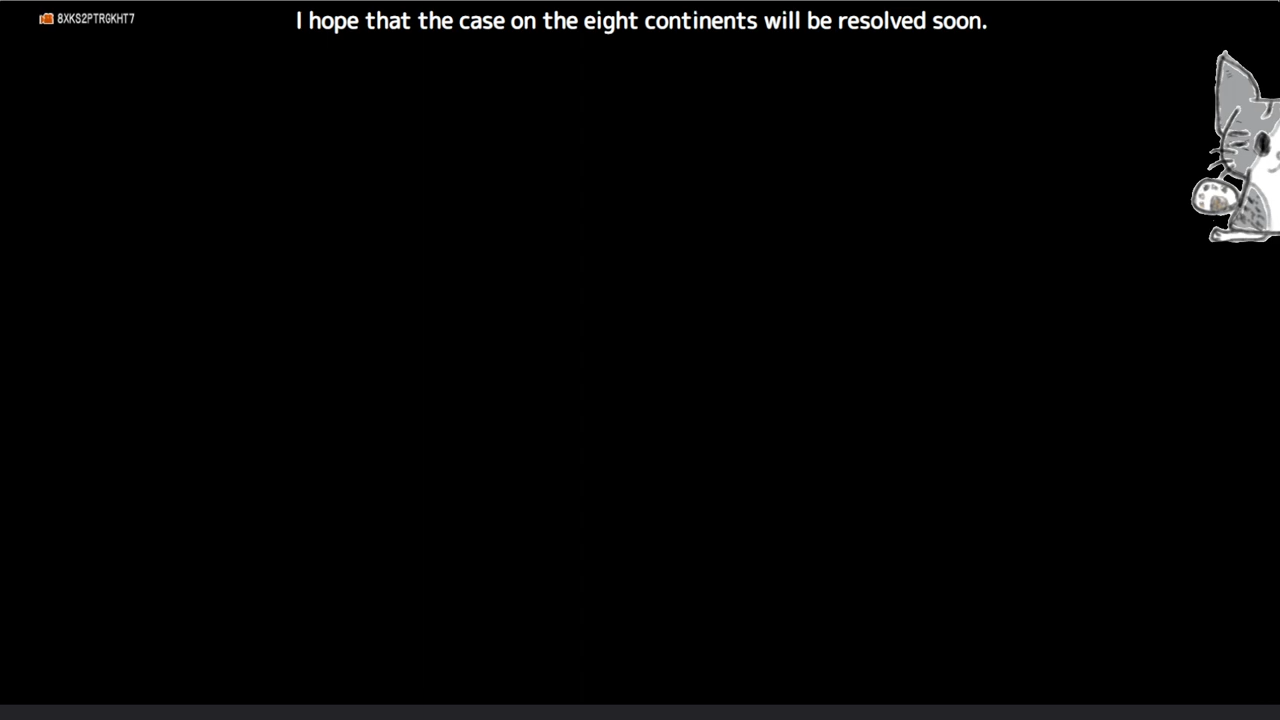 8XKS2PTRGKHT7
I hope that the case on the eight continents will be resolved soon.